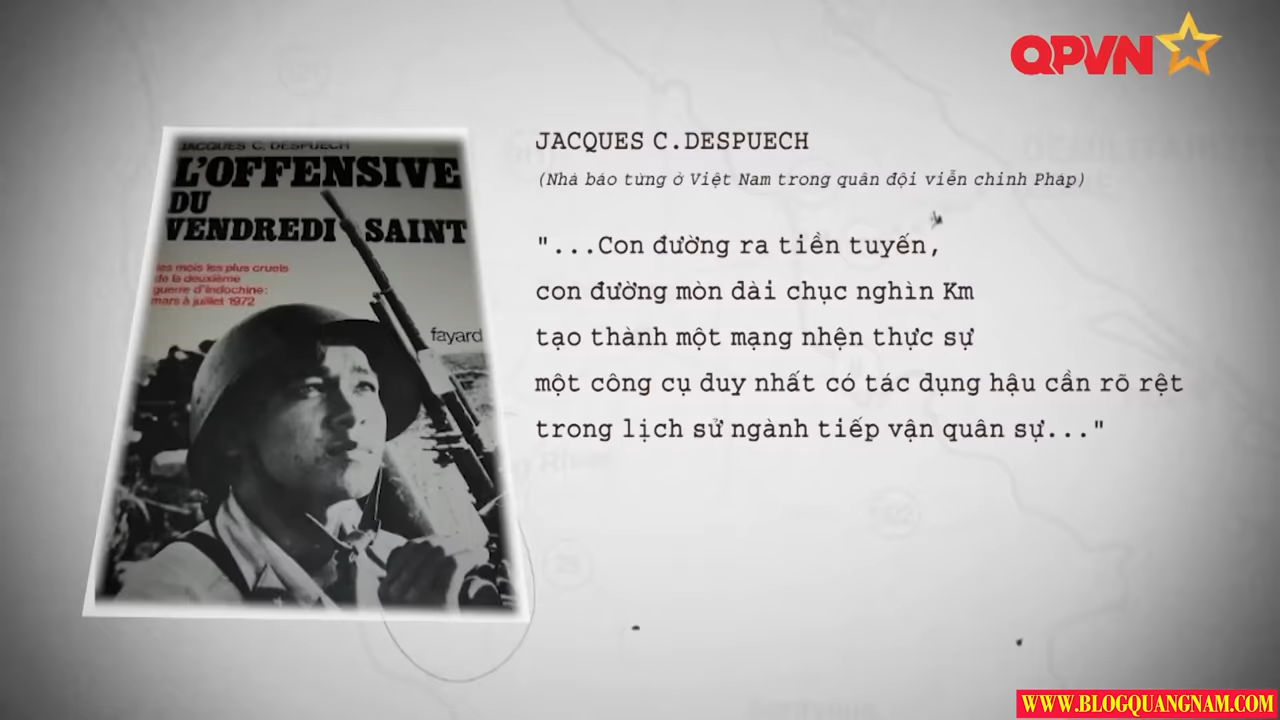 QPVN
JACQUES C. DESPUECH
L'OFFENSIVE
DU
VENDREDI SAINT
les mois les plus cruels
de la deuxième
guerre d'Indochine:
mars à juillet 1972
fayard
JACQUES C.DESPUECH
(Nhà báo từng ở Việt Nam trong quân đội viễn chinh Pháp)
"...Con đường ra tiền tuyến,
con đường mòn dài chục nghìn Km
tạo thành một mạng nhện thực sự
một công cụ duy nhất có tác dụng hậu cần rõ rệt
trong lịch sử ngành tiếp vận quân sự..."
WWW.BLOGQUANGNAM.COM